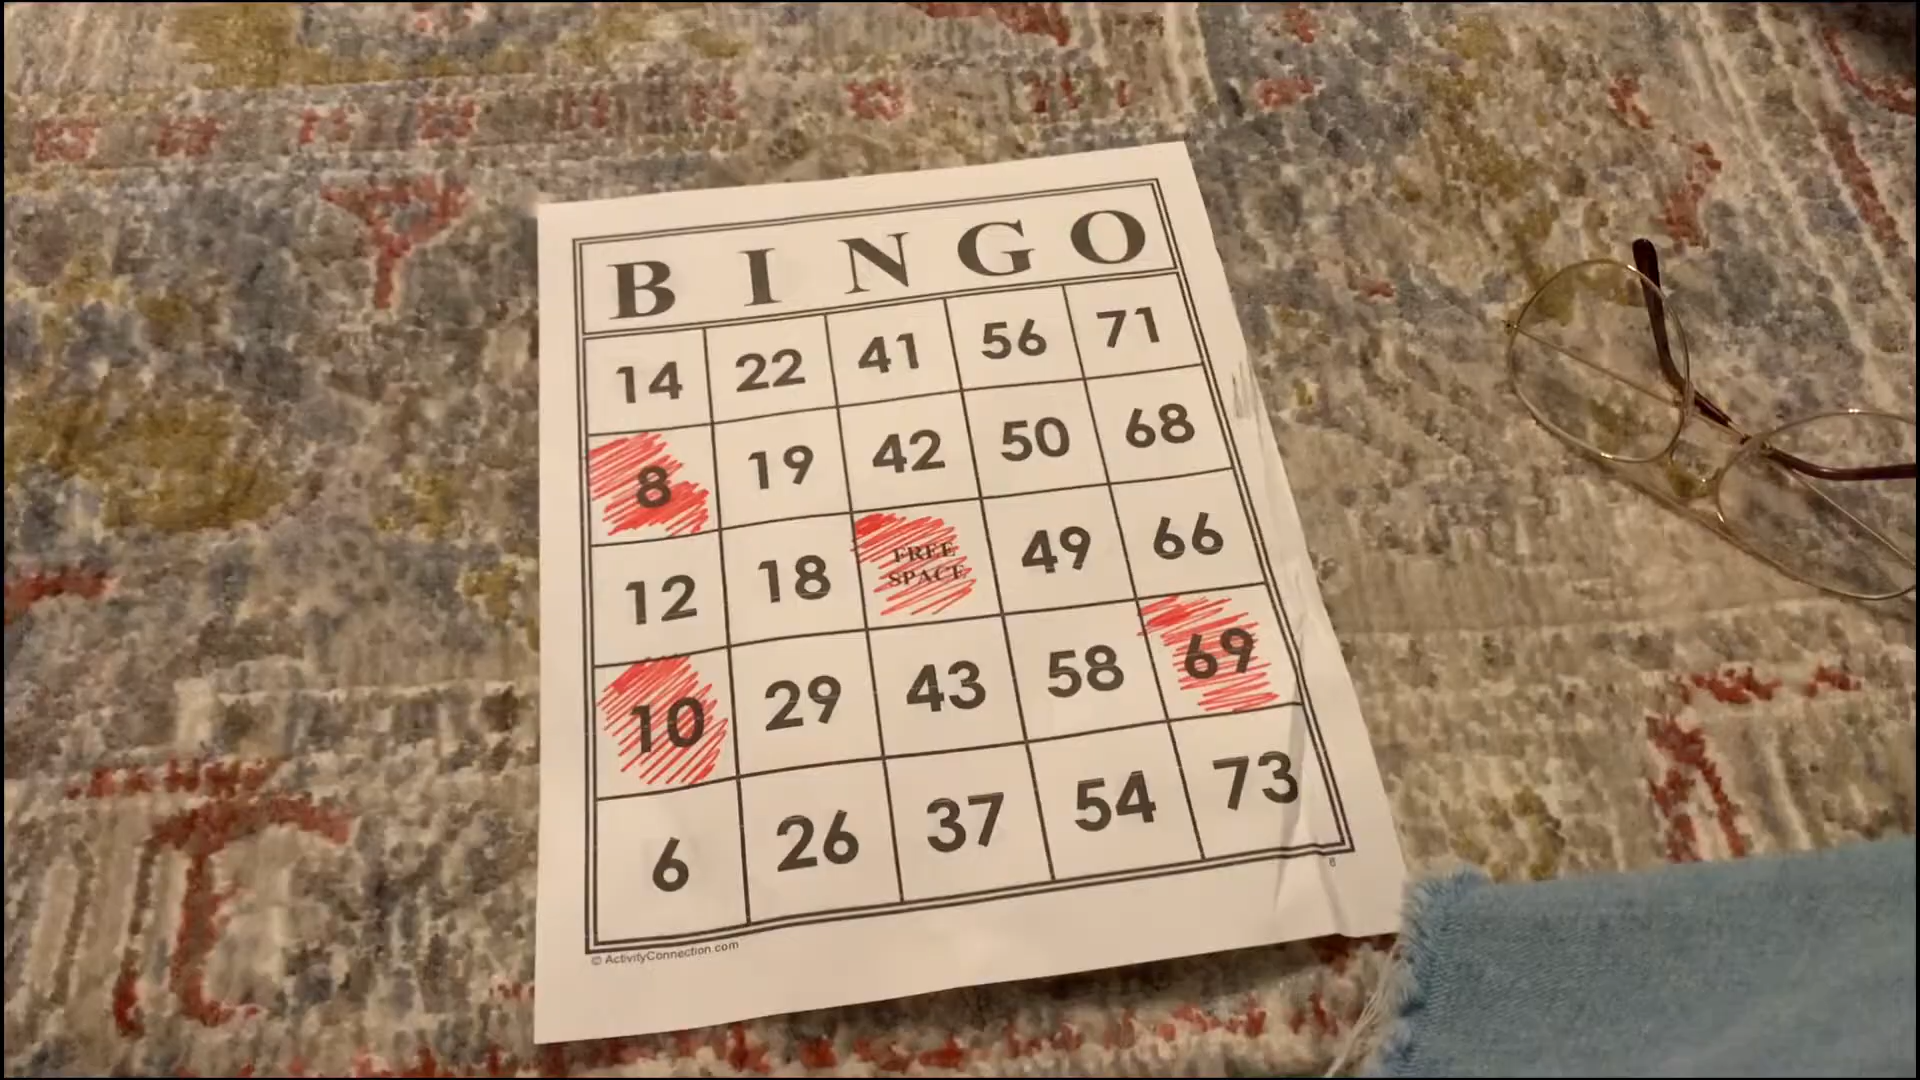 B I N G O
14 22 41 56 71
8 19 42 50 68
12 18 FREE SPACE 49 66
10 29 43 58 69
6 26 37 54 73
6
© ActivityConnection.com